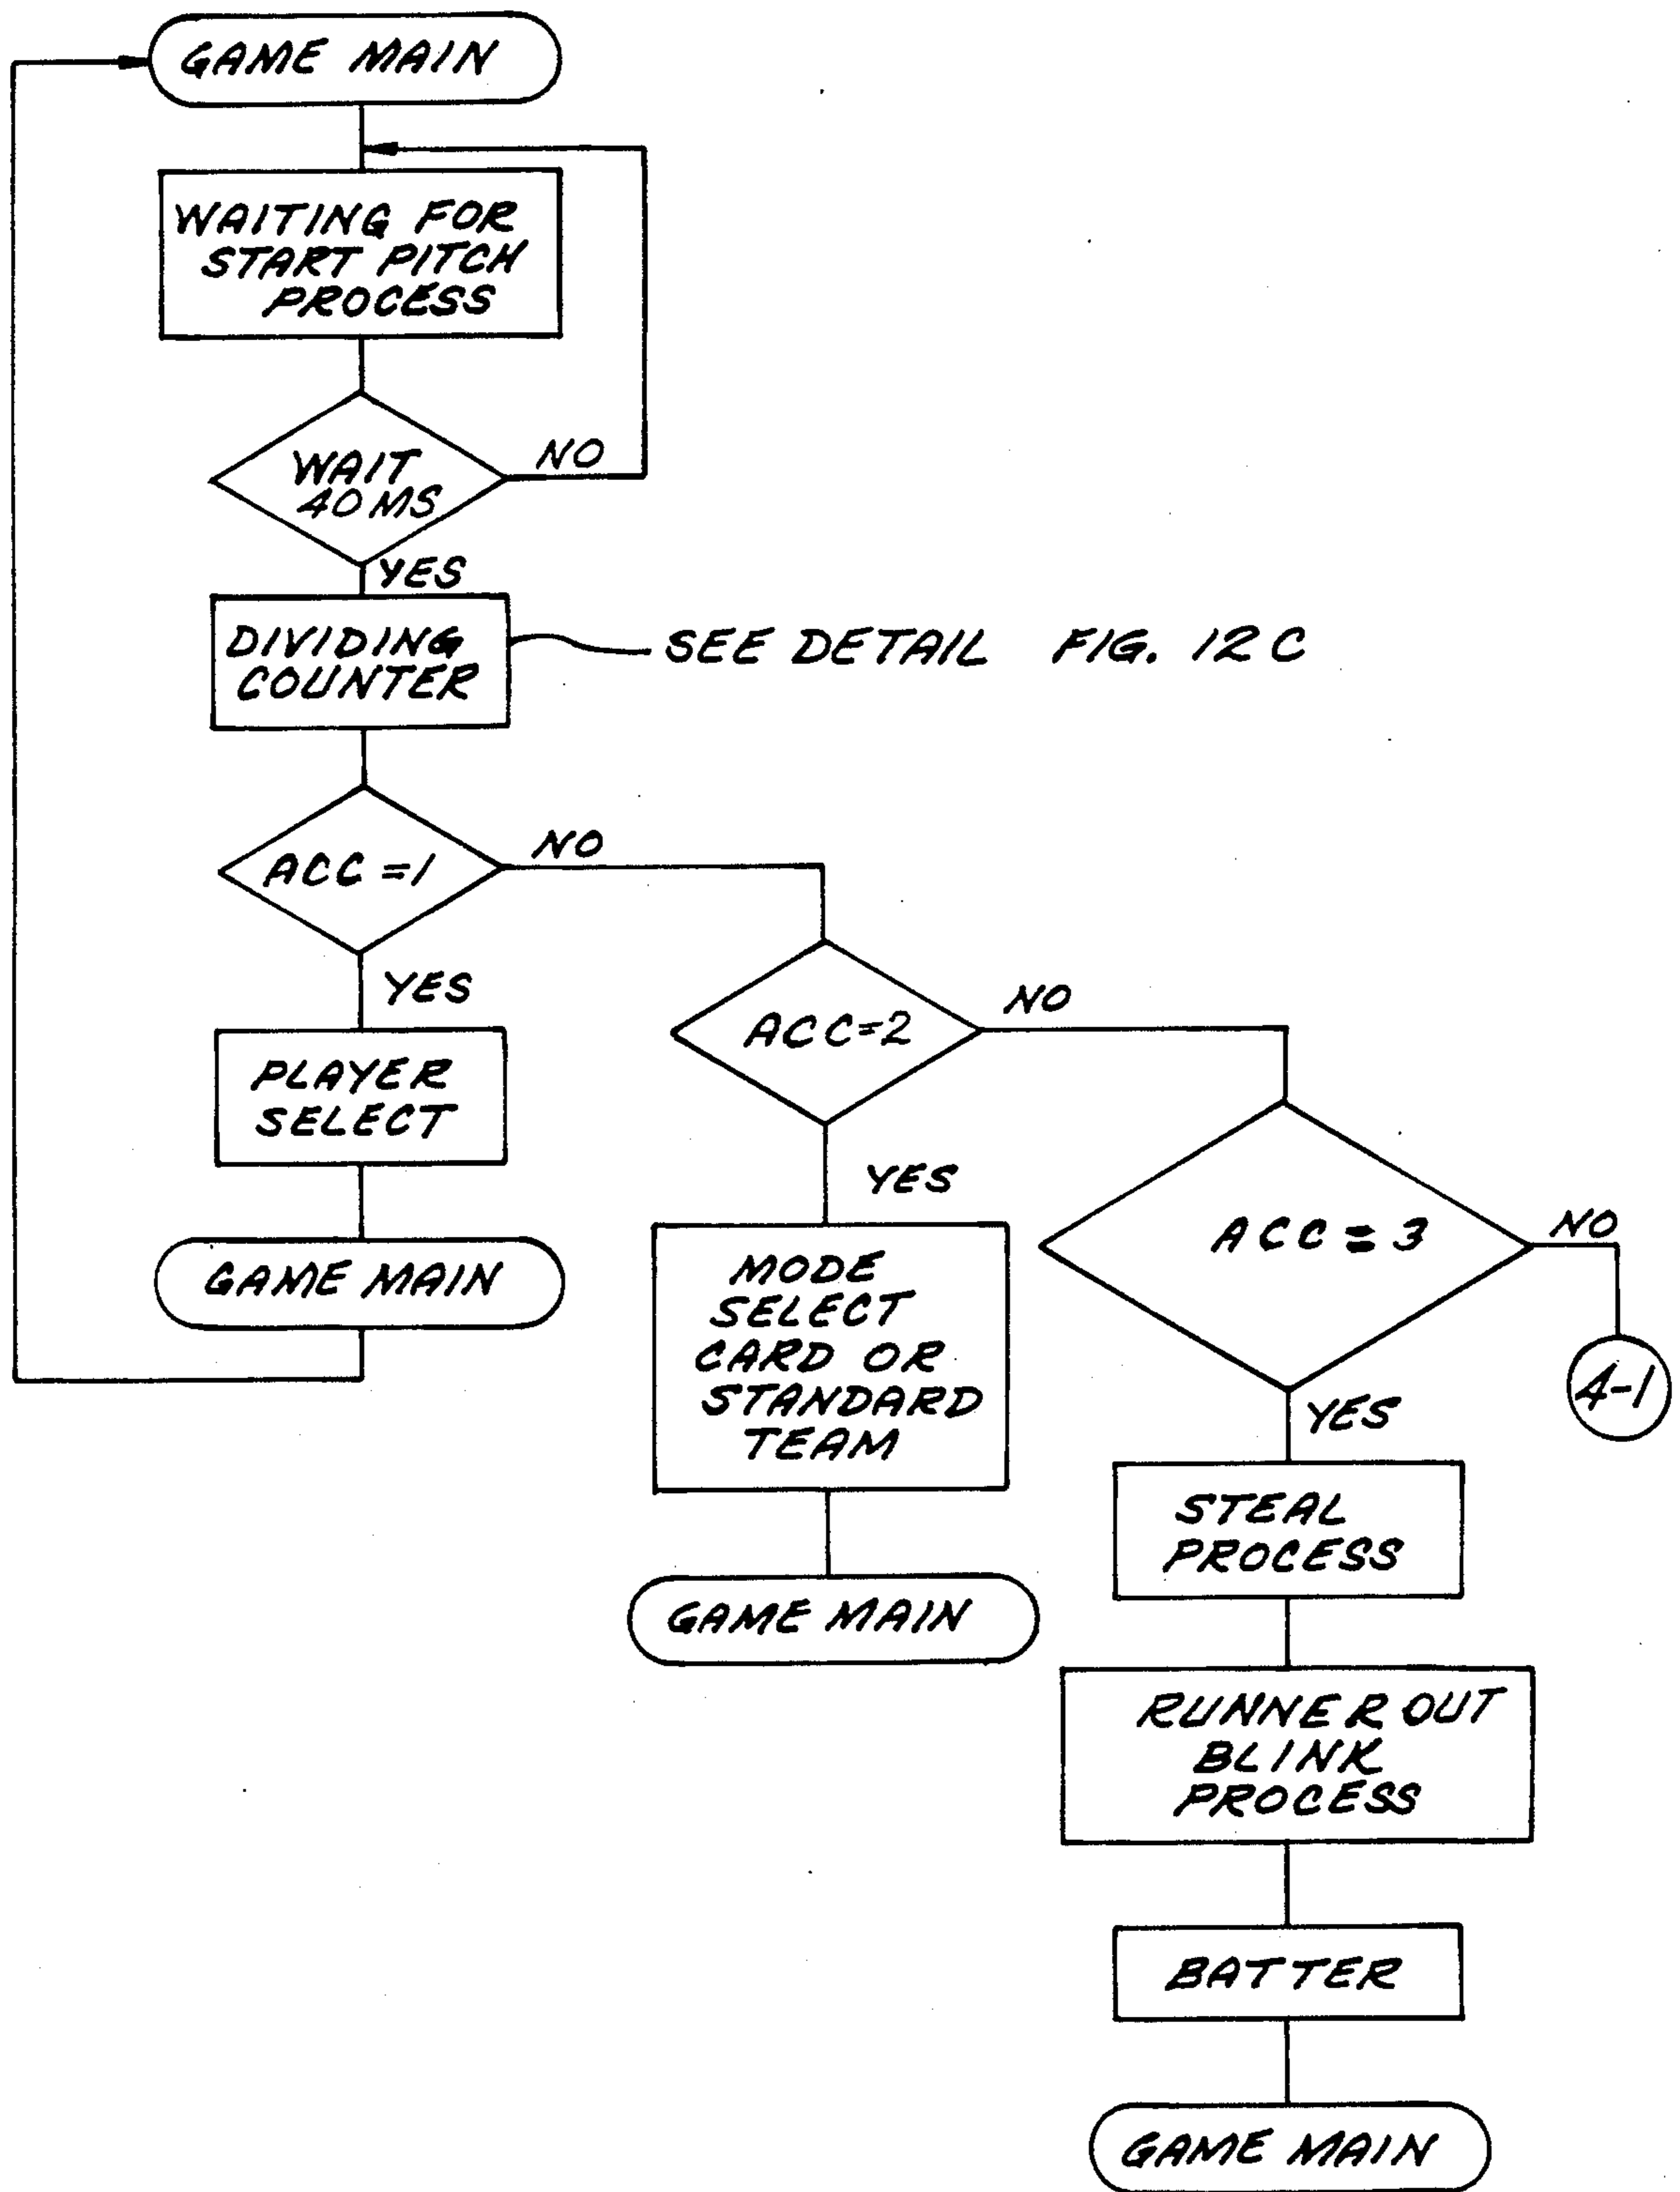 GAME MAIN
WAITING FOR
START PITCH
PROCESS
WAIT
40 MS
NO
YES
DIVIDING
COUNTER
SEE DETAIL FIG. 12C
ACC = 1
NO
YES
PLAYER
SELECT
GAME MAIN
ACC=2
NO
YES
MODE
SELECT
CARD OR
STANDARD
TEAM
GAME MAIN
ACC = 3
NO
4-1
YES
STEAL
PROCESS
RUNNER OUT
BLINK
PROCESS
BATTER
GAME MAIN